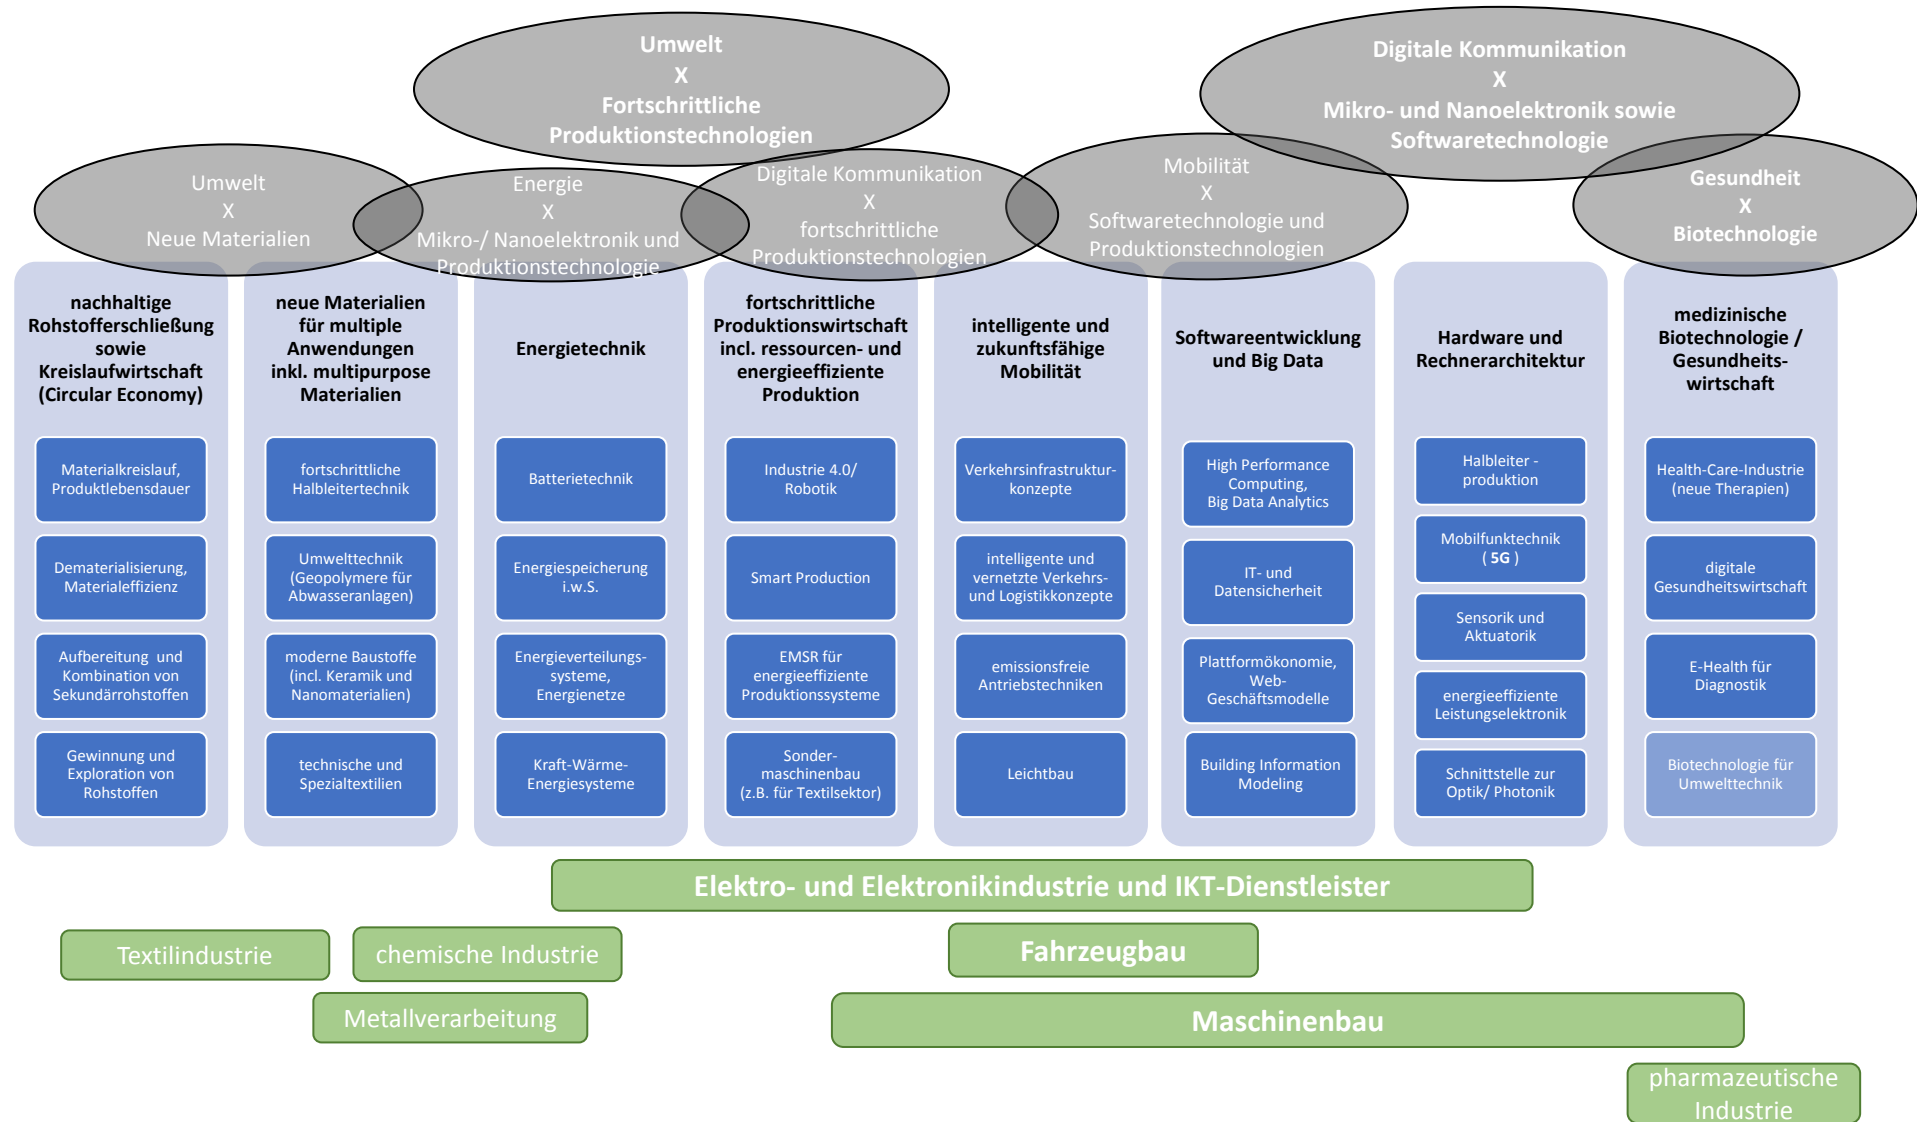 Umwelt
X
Fortschrittliche
Produktionstechnologien
Digitale Kommunikation
X
Mikro- und Nanoelektronik sowie
Softwaretechnologie
Umwelt
X
Neue Materialien
Energie
X
Mikro-/ Nanoelektronik und
Produktionstechnologie
Digitale Kommunikation
X
fortschrittliche
Produktionstechnologien
Mobilität
X
Softwaretechnologie und
Produktionstechnologien
Gesundheit
X
Biotechnologie
nachhaltige
Rohstofferschließung
sowie
Kreislaufwirtschaft
(Circular Economy)
Materialkreislauf,
Produktlebensdauer
Dematerialisierung,
Materialeffizienz
Aufbereitung und
Kombination von
Sekundärrohstoffen
Gewinnung und
Exploration von
Rohstoffen
neue Materialien
für multiple
Anwendungen
inkl. multipurpose
Materialien
fortschrittliche
Halbleitertechnik
Umwelttechnik
(Geopolymere für
Abwasseranlagen)
moderne Baustoffe
(incl. Keramik und
Nanomaterialien)
technische und
Spezialtextilien
Energietechnik
Batterietechnik
Energiespeicherung
i.w.S.
Energieverteilungs-
systeme,
Energienetze
Kraft-Wärme-
Energiesysteme
fortschrittliche
Produktionswirtschaft
incl. ressourcen- und
energieeffiziente
Produktion
Industrie 4.0/
Robotik
Smart Production
EMSR für
energieeffiziente
Produktionssysteme
Sonder-
maschinenbau
(z.B. für Textilsektor)
intelligente und
zukunftsfähige
Mobilität
Verkehrsinfrastruktur-
konzepte
intelligente und
vernetzte Verkehrs-
und Logistikkonzepte
emissionsfreie
Antriebstechniken
Leichtbau
Softwareentwicklung
und Big Data
High Performance
Computing,
Big Data Analytics
IT- und
Datensicherheit
Plattformökonomie,
Web-
Geschäftsmodelle
Building Information
Modeling
Hardware und
Rechnerarchitektur
Halbleiter -
produktion
Mobilfunktechnik
( 5G )
Sensorik und
Aktuatorik
energieeffiziente
Leistungselektronik
Schnittstelle zur
Optik/ Photonik
medizinische
Biotechnologie /
Gesundheits-
wirtschaft
Health-Care-Industrie
(neue Therapien)
digitale
Gesundheitswirtschaft
E-Health für
Diagnostik
Biotechnologie für
Umwelttechnik
Elektro- und Elektronikindustrie und IKT-Dienstleister
Textilindustrie
chemische Industrie
Fahrzeugbau
Metallverarbeitung
Maschinenbau
pharmazeutische
Industrie